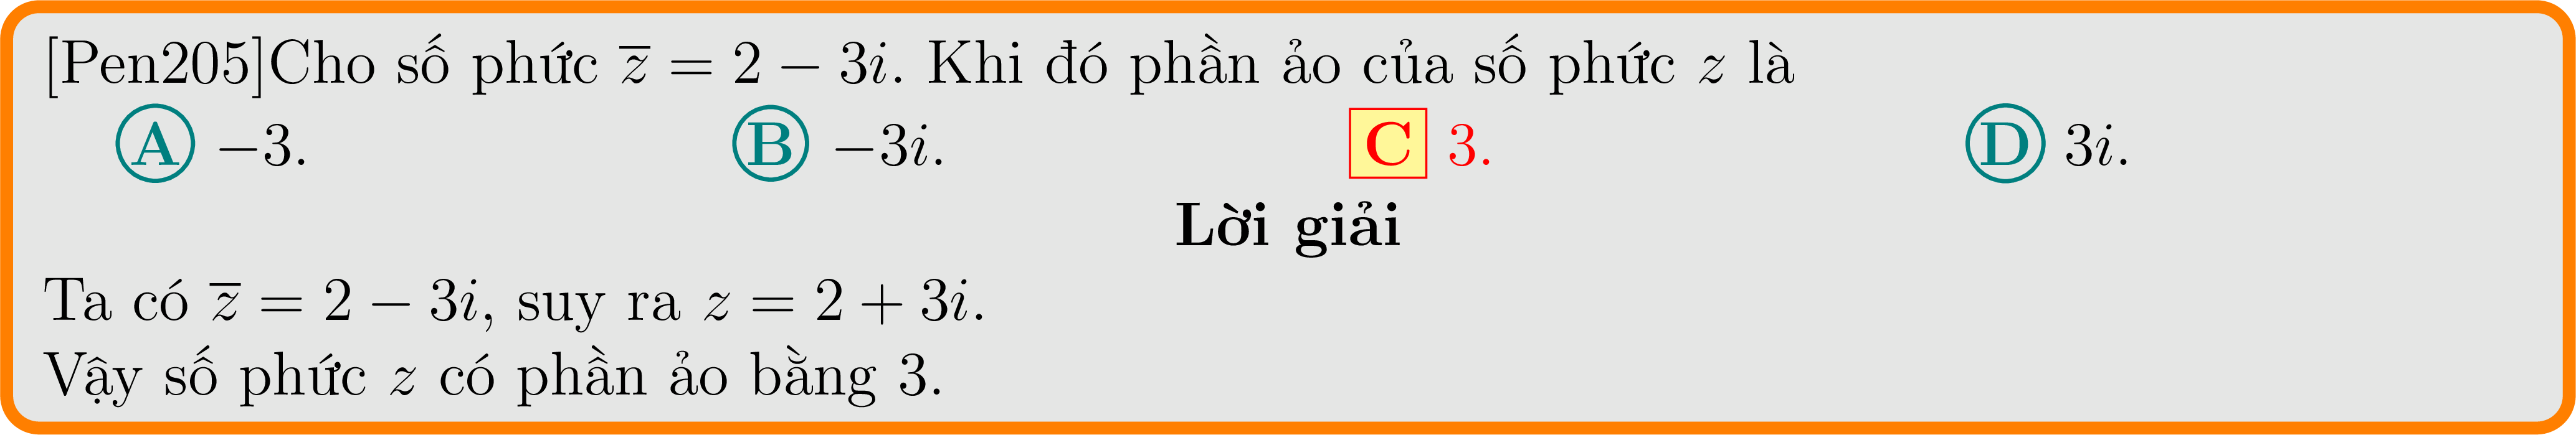 [Pen205]Cho số phức $\overline{z} = 2 - 3i$. Khi đó phần ảo của số phức $z$ là
A −3. B −3i. C 3. D 3i.
Lời giải
Ta có $\overline{z} = 2 - 3i$, suy ra $z = 2 + 3i$.
Vậy số phức $z$ có phần ảo bằng 3.